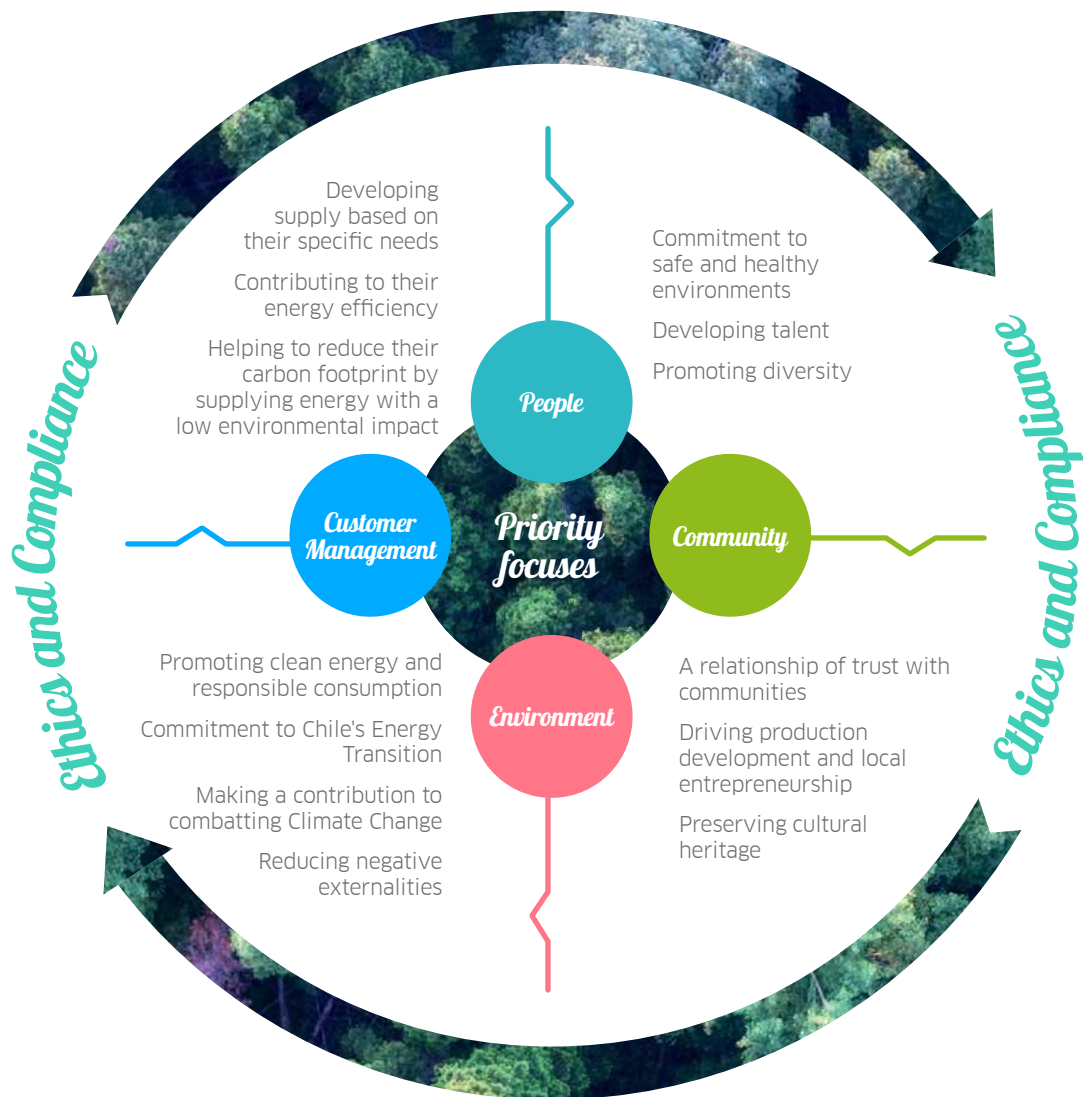 Developing
supply based on
their specific needs
Contributing to their
energy efficiency
Helping to reduce their
carbon footprint by
supplying energy with a
low environmental impact
Commitment to
safe and healthy
environments
Developing talent
Promoting diversity
People
Customer
Management
Priority
focuses
Community
Environment
Promoting clean energy and
responsible consumption
Commitment to Chile's Energy
Transition
Making a contribution to
combatting Climate Change
Reducing negative
externalities
A relationship of trust with
communities
Driving production
development and local
entrepreneurship
Preserving cultural
heritage
Ethics and Compliance
Ethics and Compliance